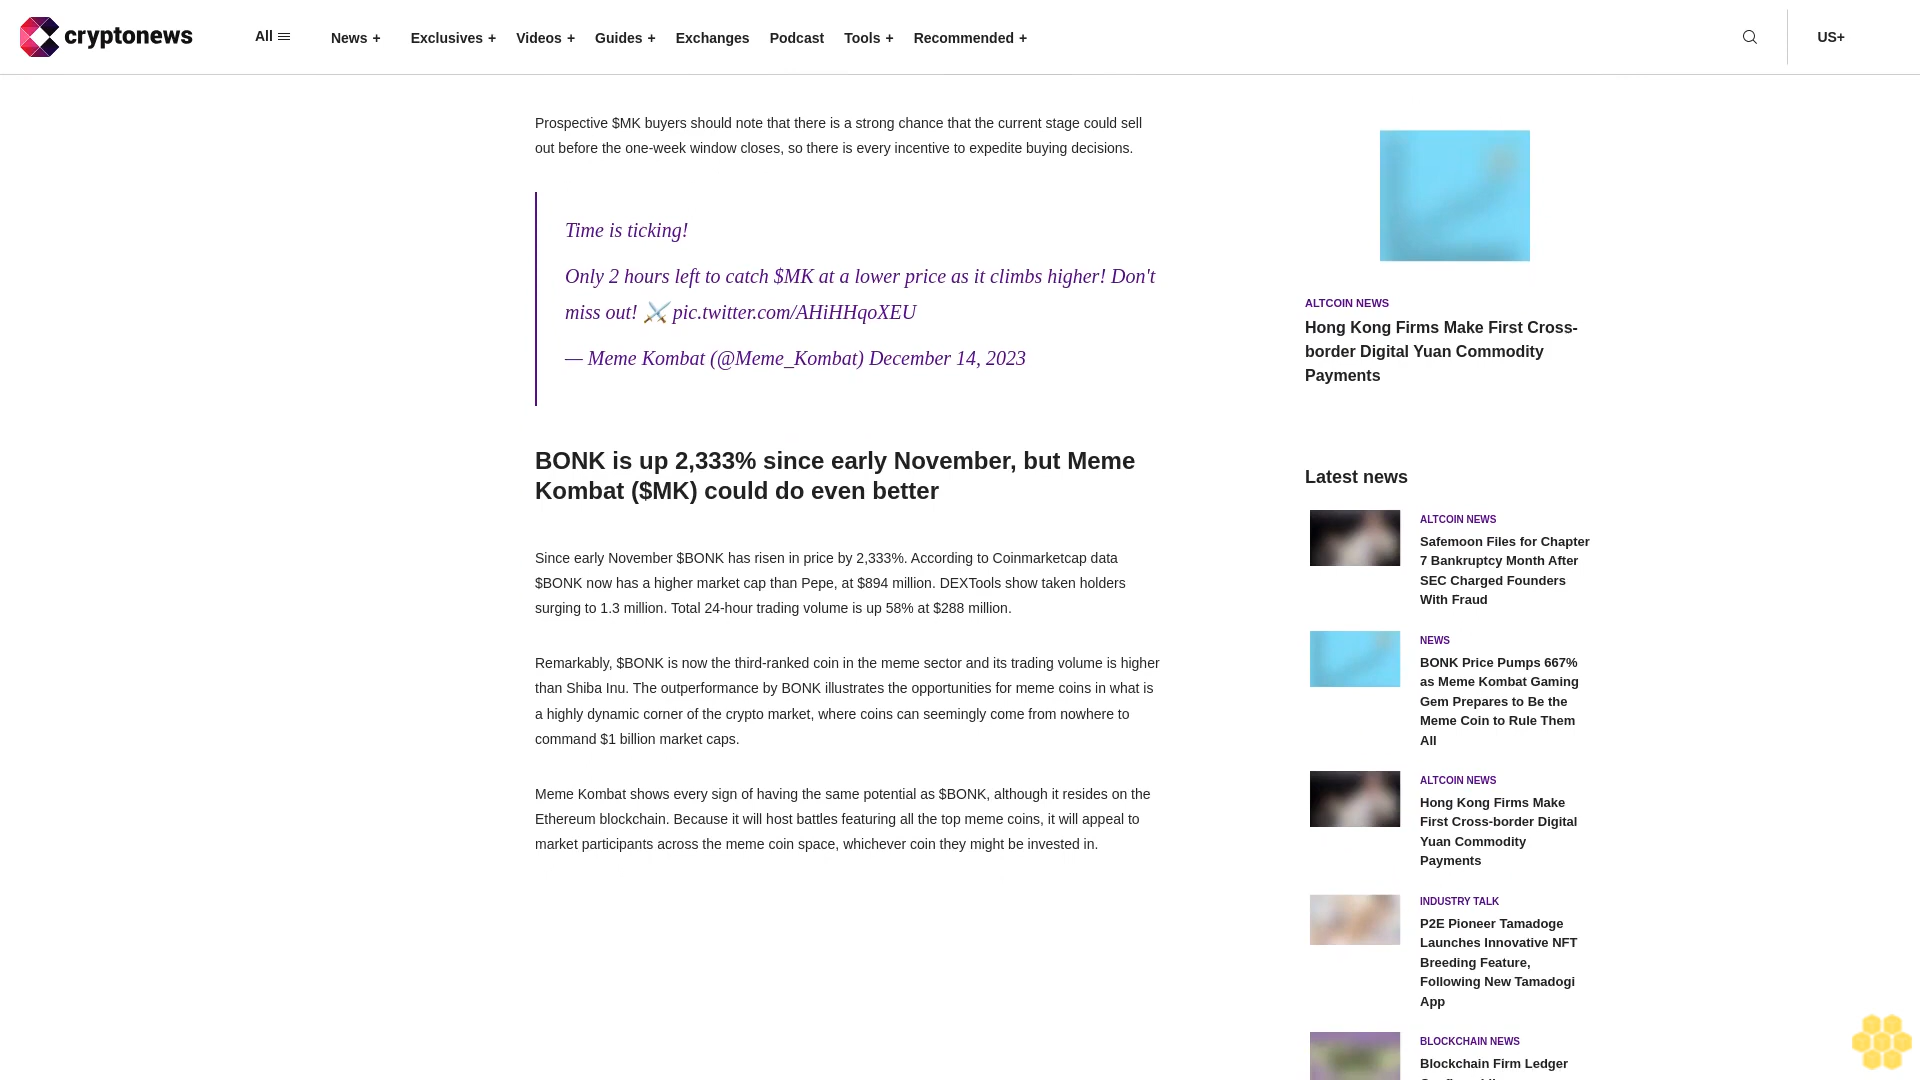 cryptonews
All
News +
Exclusives +
Videos +
Guides +
Exchanges
Podcast
Tools +
Recommended +
US+
Prospective $MK buyers should note that there is a strong chance that the current stage could sell
out before the one-week window closes, so there is every incentive to expedite buying decisions.
Time is ticking!
Only 2 hours left to catch $MK at a lower price as it climbs higher! Don't
miss out! ⚔️ pic.twitter.com/AHiHHqoXEU
— Meme Kombat (@Meme_Kombat) December 14, 2023
BONK is up 2,333% since early November, but Meme
Kombat ($MK) could do even better
Since early November $BONK has risen in price by 2,333%. According to Coinmarketcap data
$BONK now has a higher market cap than Pepe, at $894 million. DEXTools show taken holders
surging to 1.3 million. Total 24-hour trading volume is up 58% at $288 million.
Remarkably, $BONK is now the third-ranked coin in the meme sector and its trading volume is higher
than Shiba Inu. The outperformance by BONK illustrates the opportunities for meme coins in what is
a highly dynamic corner of the crypto market, where coins can seemingly come from nowhere to
command $1 billion market caps.
Meme Kombat shows every sign of having the same potential as $BONK, although it resides on the
Ethereum blockchain. Because it will host battles featuring all the top meme coins, it will appeal to
market participants across the meme coin space, whichever coin they might be invested in.
ALTCOIN NEWS
Hong Kong Firms Make First Cross-
border Digital Yuan Commodity
Payments
Latest news
ALTCOIN NEWS
Safemoon Files for Chapter
7 Bankruptcy Month After
SEC Charged Founders
With Fraud
NEWS
BONK Price Pumps 667%
as Meme Kombat Gaming
Gem Prepares to Be the
Meme Coin to Rule Them
All
ALTCOIN NEWS
Hong Kong Firms Make
First Cross-border Digital
Yuan Commodity
Payments
INDUSTRY TALK
P2E Pioneer Tamadoge
Launches Innovative NFT
Breeding Feature,
Following New Tamadogi
App
BLOCKCHAIN NEWS
Blockchain Firm Ledger